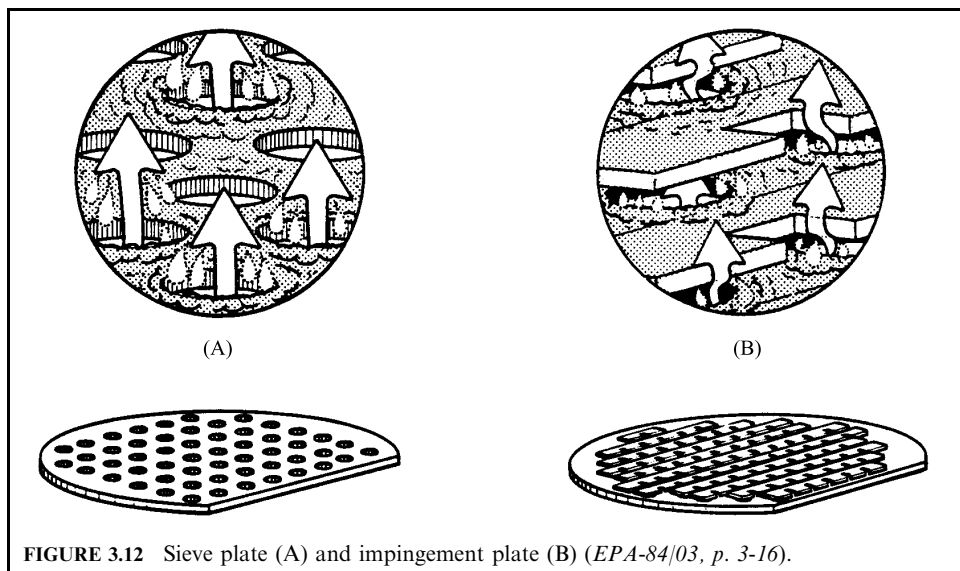 (A)
(B)
FIGURE 3.12 Sieve plate (A) and impingement plate (B) (EPA-84/03, p. 3-16).